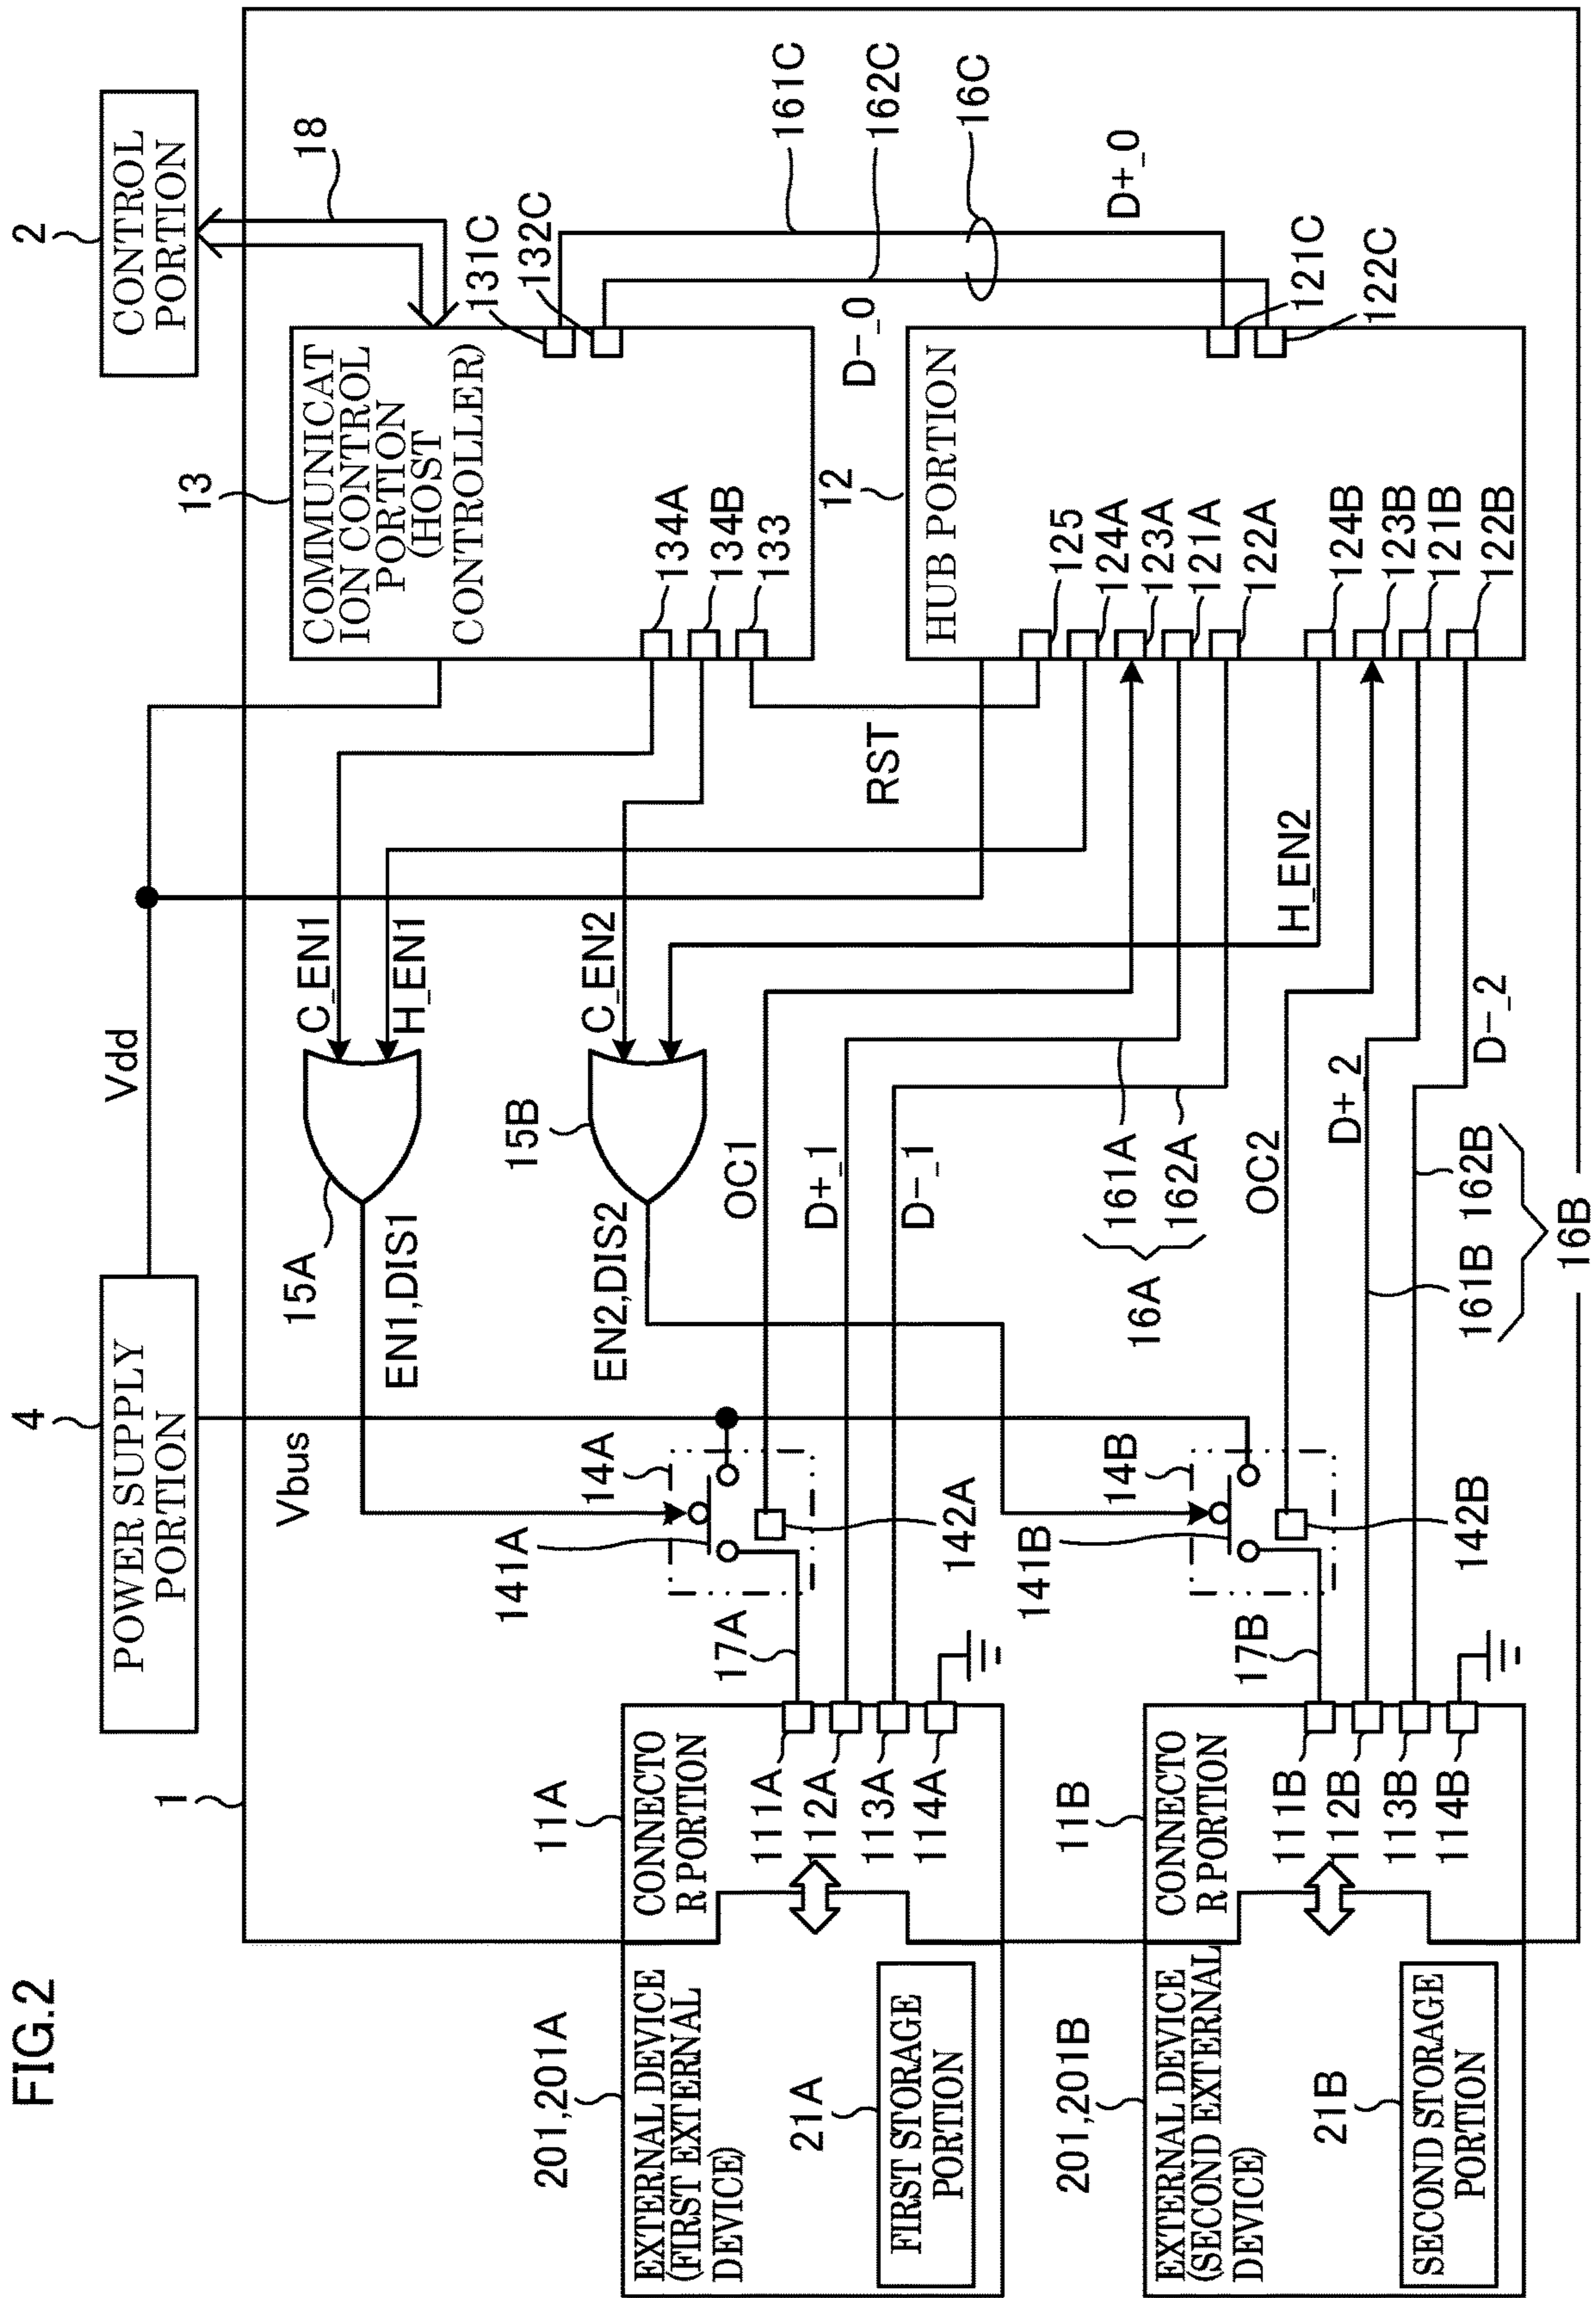 FIG.2
1
4
POWER SUPPLY
PORTION
Vdd
Vbus
2
CONTROL
PORTION
18
13
COMMUNICAT
ION CONTROL
PORTION
(HOST
CONTROLLER)
131C
132C
134A
134B
133
161C
162C
16C
D+_0
D-_0
12
HUB PORTION
121C
122C
125
124A
123A
121A
122A
124B
123B
121B
122B
RST
C_EN1
H_EN1
C_EN2
H_EN2
15A
15B
EN1,DIS1
EN2,DIS2
OC1
D+_1
D-_1
161A
162A
16A
OC2
D+_2
D-_2
161B
162B
16B
14A
141A
142A
14B
141B
142B
17A
17B
11A
CONNECTO
R PORTION
111A
112A
113A
114A
11B
CONNECTO
R PORTION
111B
112B
113B
114B
201,201A
EXTERNAL DEVICE
(FIRST EXTERNAL
DEVICE)
21A
FIRST STORAGE
PORTION
201,201B
EXTERNAL DEVICE
(SECOND EXTERNAL
DEVICE)
21B
SECOND STORAGE
PORTION